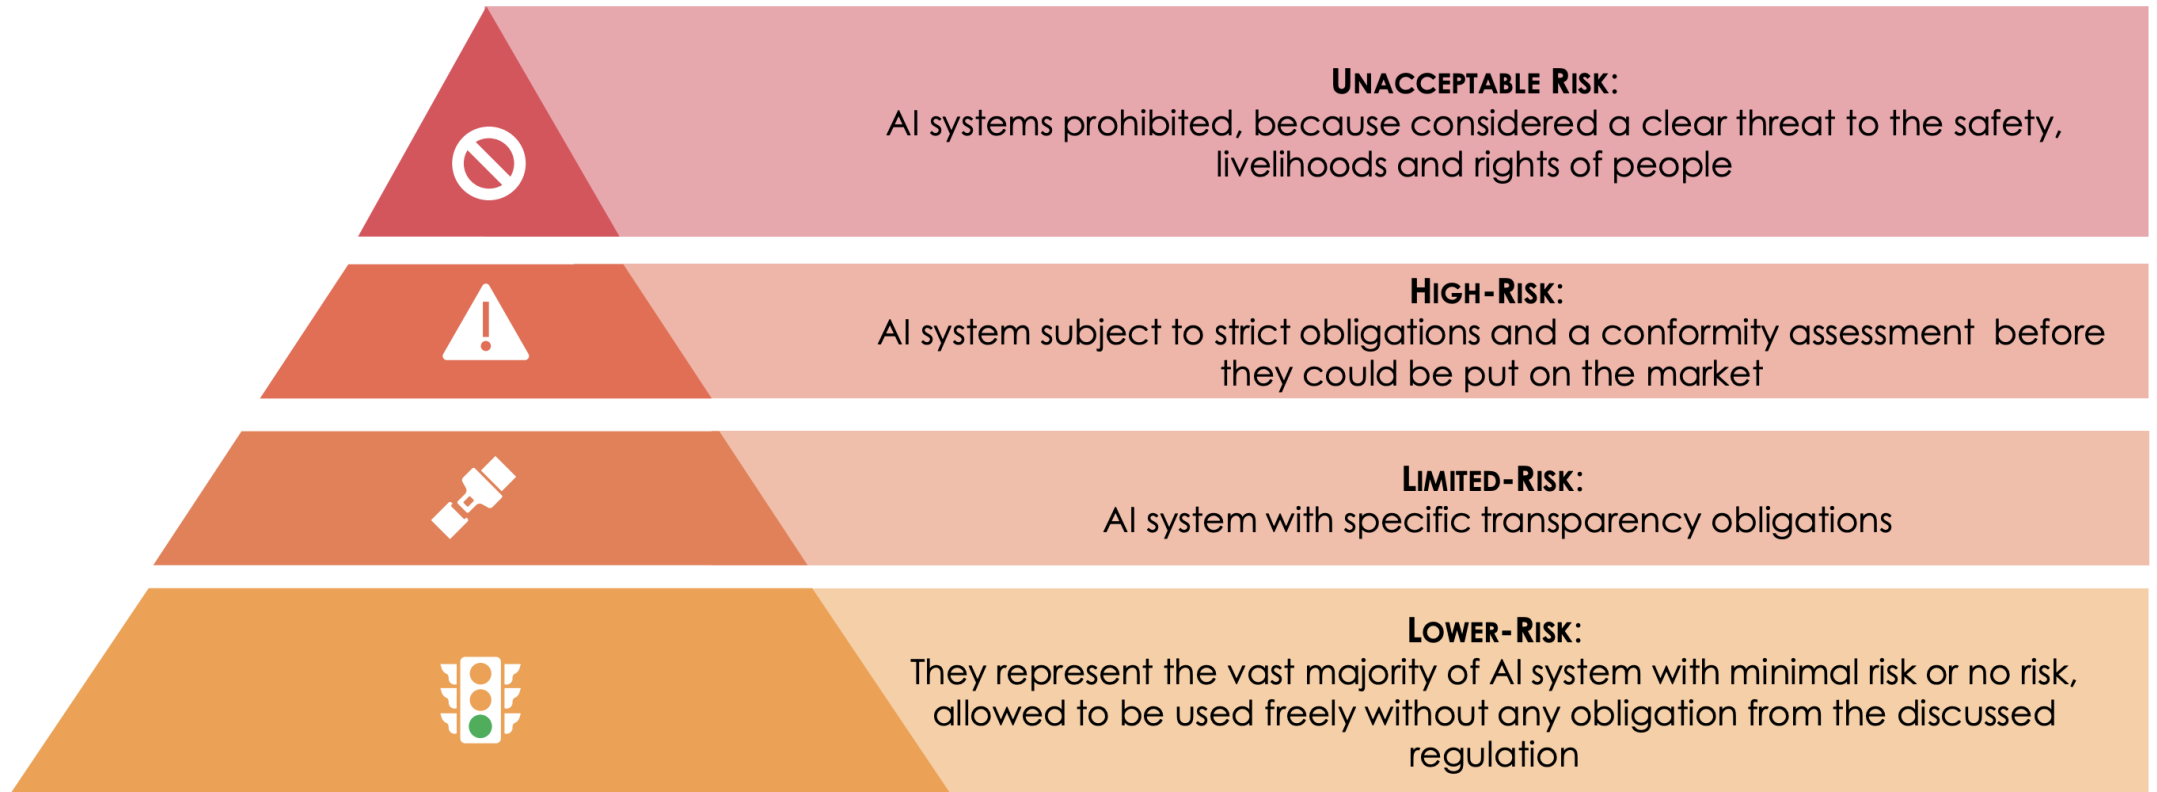 UNACCEPTABLE RISK:
AI systems prohibited, because considered a clear threat to the safety,
livelihoods and rights of people
HIGH-RISK:
AI system subject to strict obligations and a conformity assessment  before
they could be put on the market
LIMITED-RISK:
AI system with specific transparency obligations
LOWER-RISK:
They represent the vast majority of AI system with minimal risk or no risk,
allowed to be used freely without any obligation from the discussed
regulation